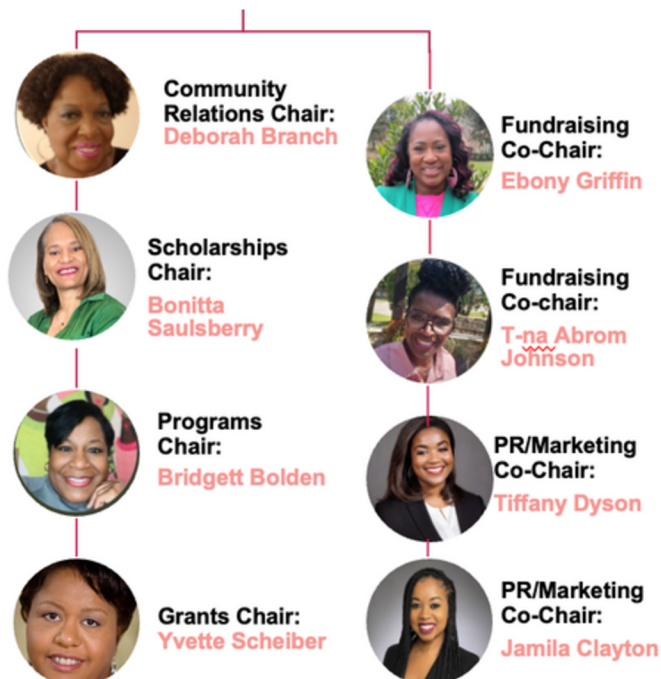 Community
Relations Chair:
Deborah Branch
Scholarships
Chair:
Bonitta
Saulsberry
Programs
Chair:
Bridgett Bolden
Grants Chair:
Yvette Scheiber
Fundraising
Co-Chair:
Ebony Griffin
Fundraising
Co-chair:
T-na Abrom
Johnson
PR/Marketing
Co-Chair:
Tiffany Dyson
PR/Marketing
Co-Chair:
Jamila Clayton